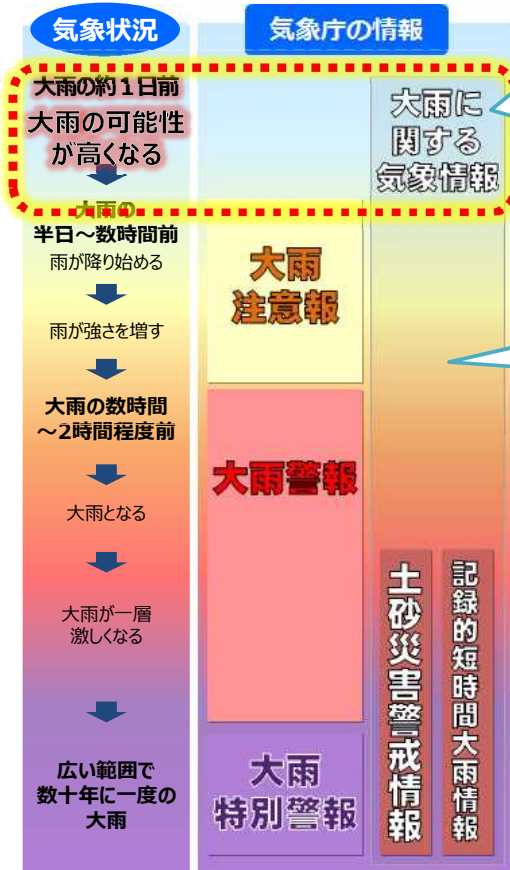 気象状況
気象庁の情報
大雨の約1日前
大雨の可能性
が高くなる
大雨に
関する
気象情報
大雨の
半日～数時間前
雨が降り始める
大雨
注意報
雨が強さを増す
大雨の数時間
～2時間程度前
大雨警報
大雨となる
大雨が一層
激しくなる
土砂災害警戒情報
記録的短時間大雨情報
広い範囲で
数十年に一度の
大雨
大雨
特別警報